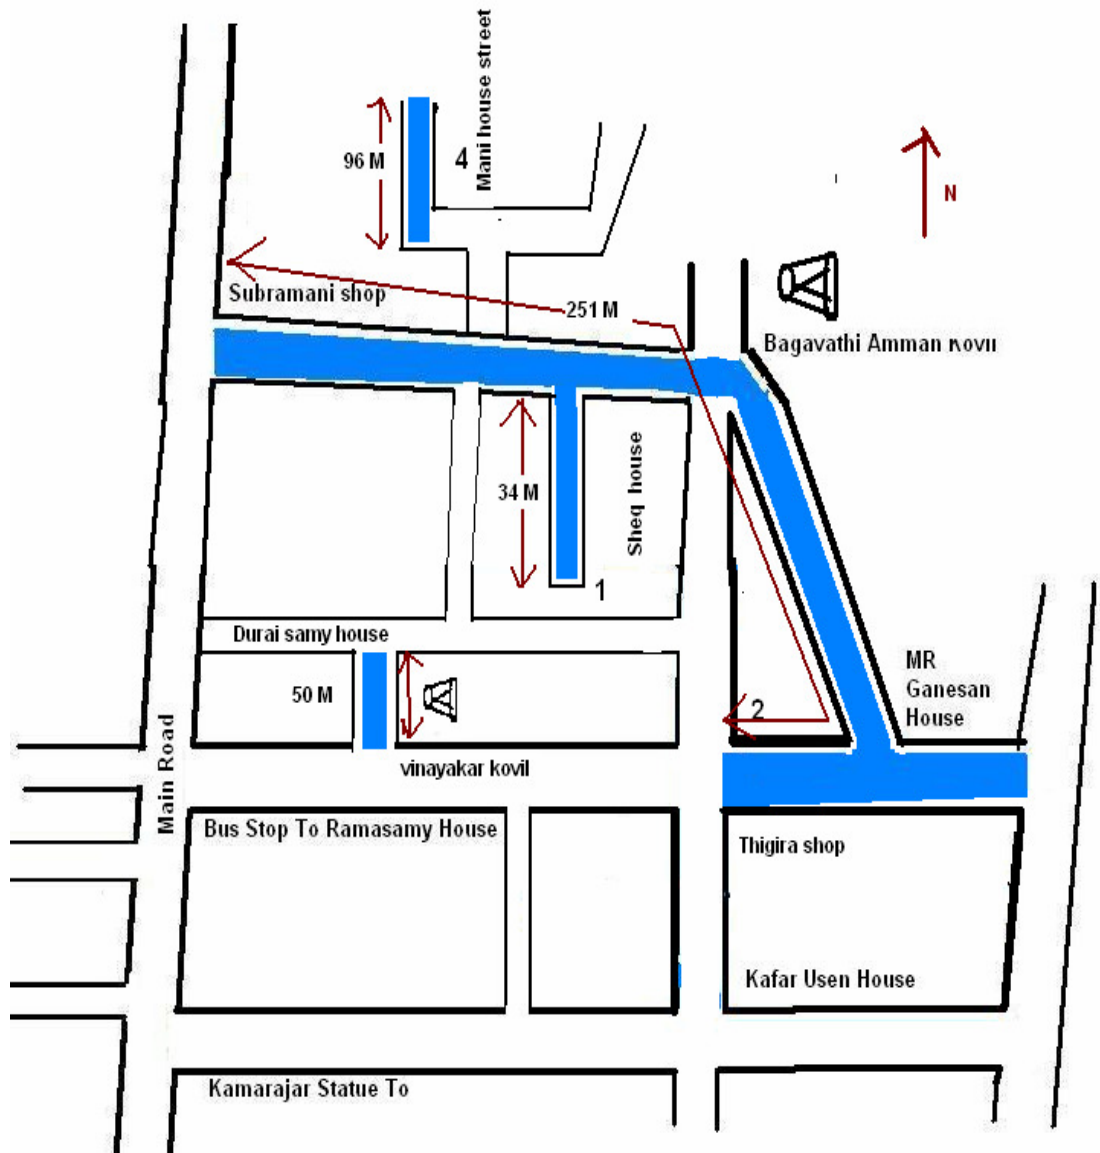 Mani house street
96 M
4
N
Subramani shop
251 M
Bagavathi Amman
34 M
Sheq house
1
Durai samy house
50 M
2
MR
Ganesan
House
Main Road
vinayakar kovil
Bus Stop To Ramasamy House
Thigira shop
Kafar Usen House
Kamarajar Statue To